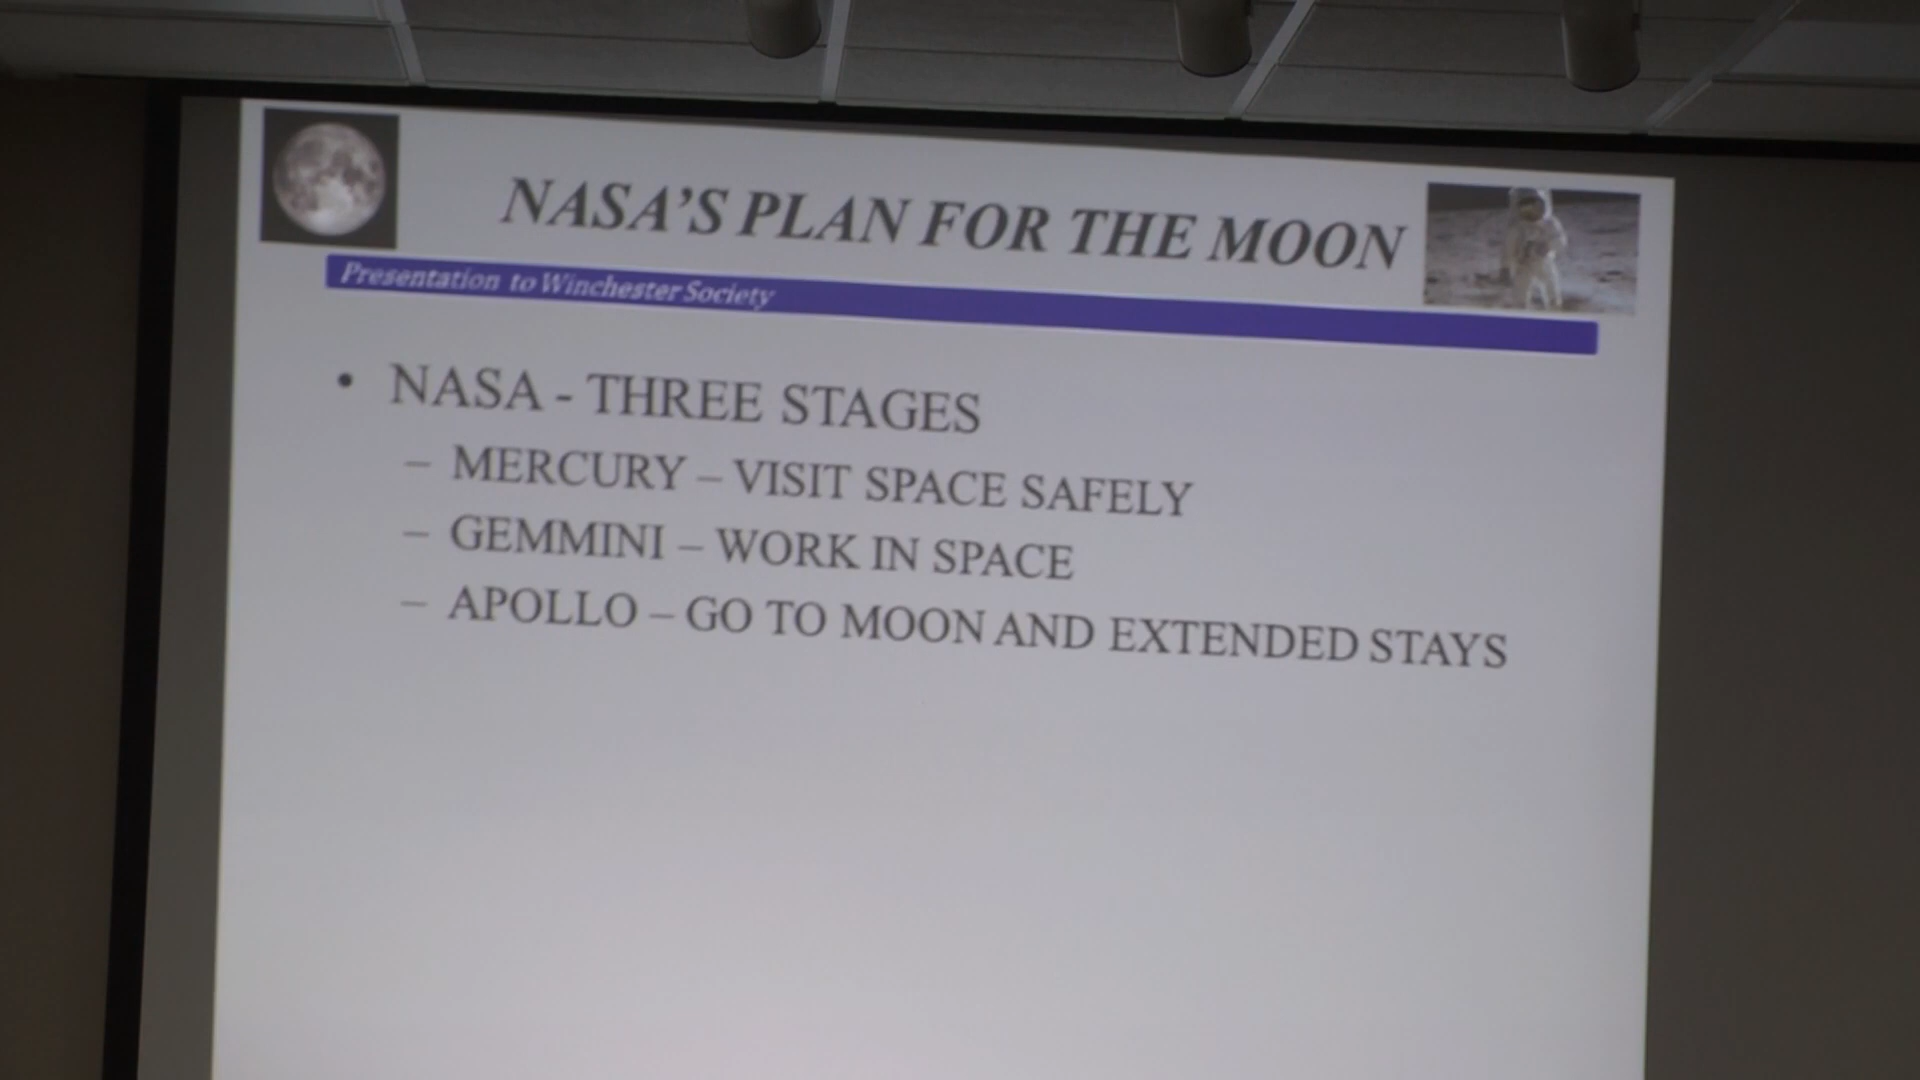 NASA'S PLAN FOR THE MOON
Presentation to Winchester Society
• NASA - THREE STAGES
– MERCURY – VISIT SPACE SAFELY
– GEMMINI – WORK IN SPACE
– APOLLO – GO TO MOON AND EXTENDED STAYS